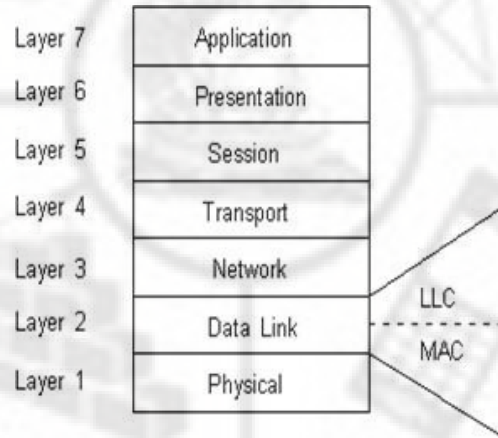 Layer 7 Application
Layer 6 Presentation
Layer 5 Session
Layer 4 Transport
Layer 3 Network
LLC
Layer 2 Data Link
MAC
Layer 1 Physical